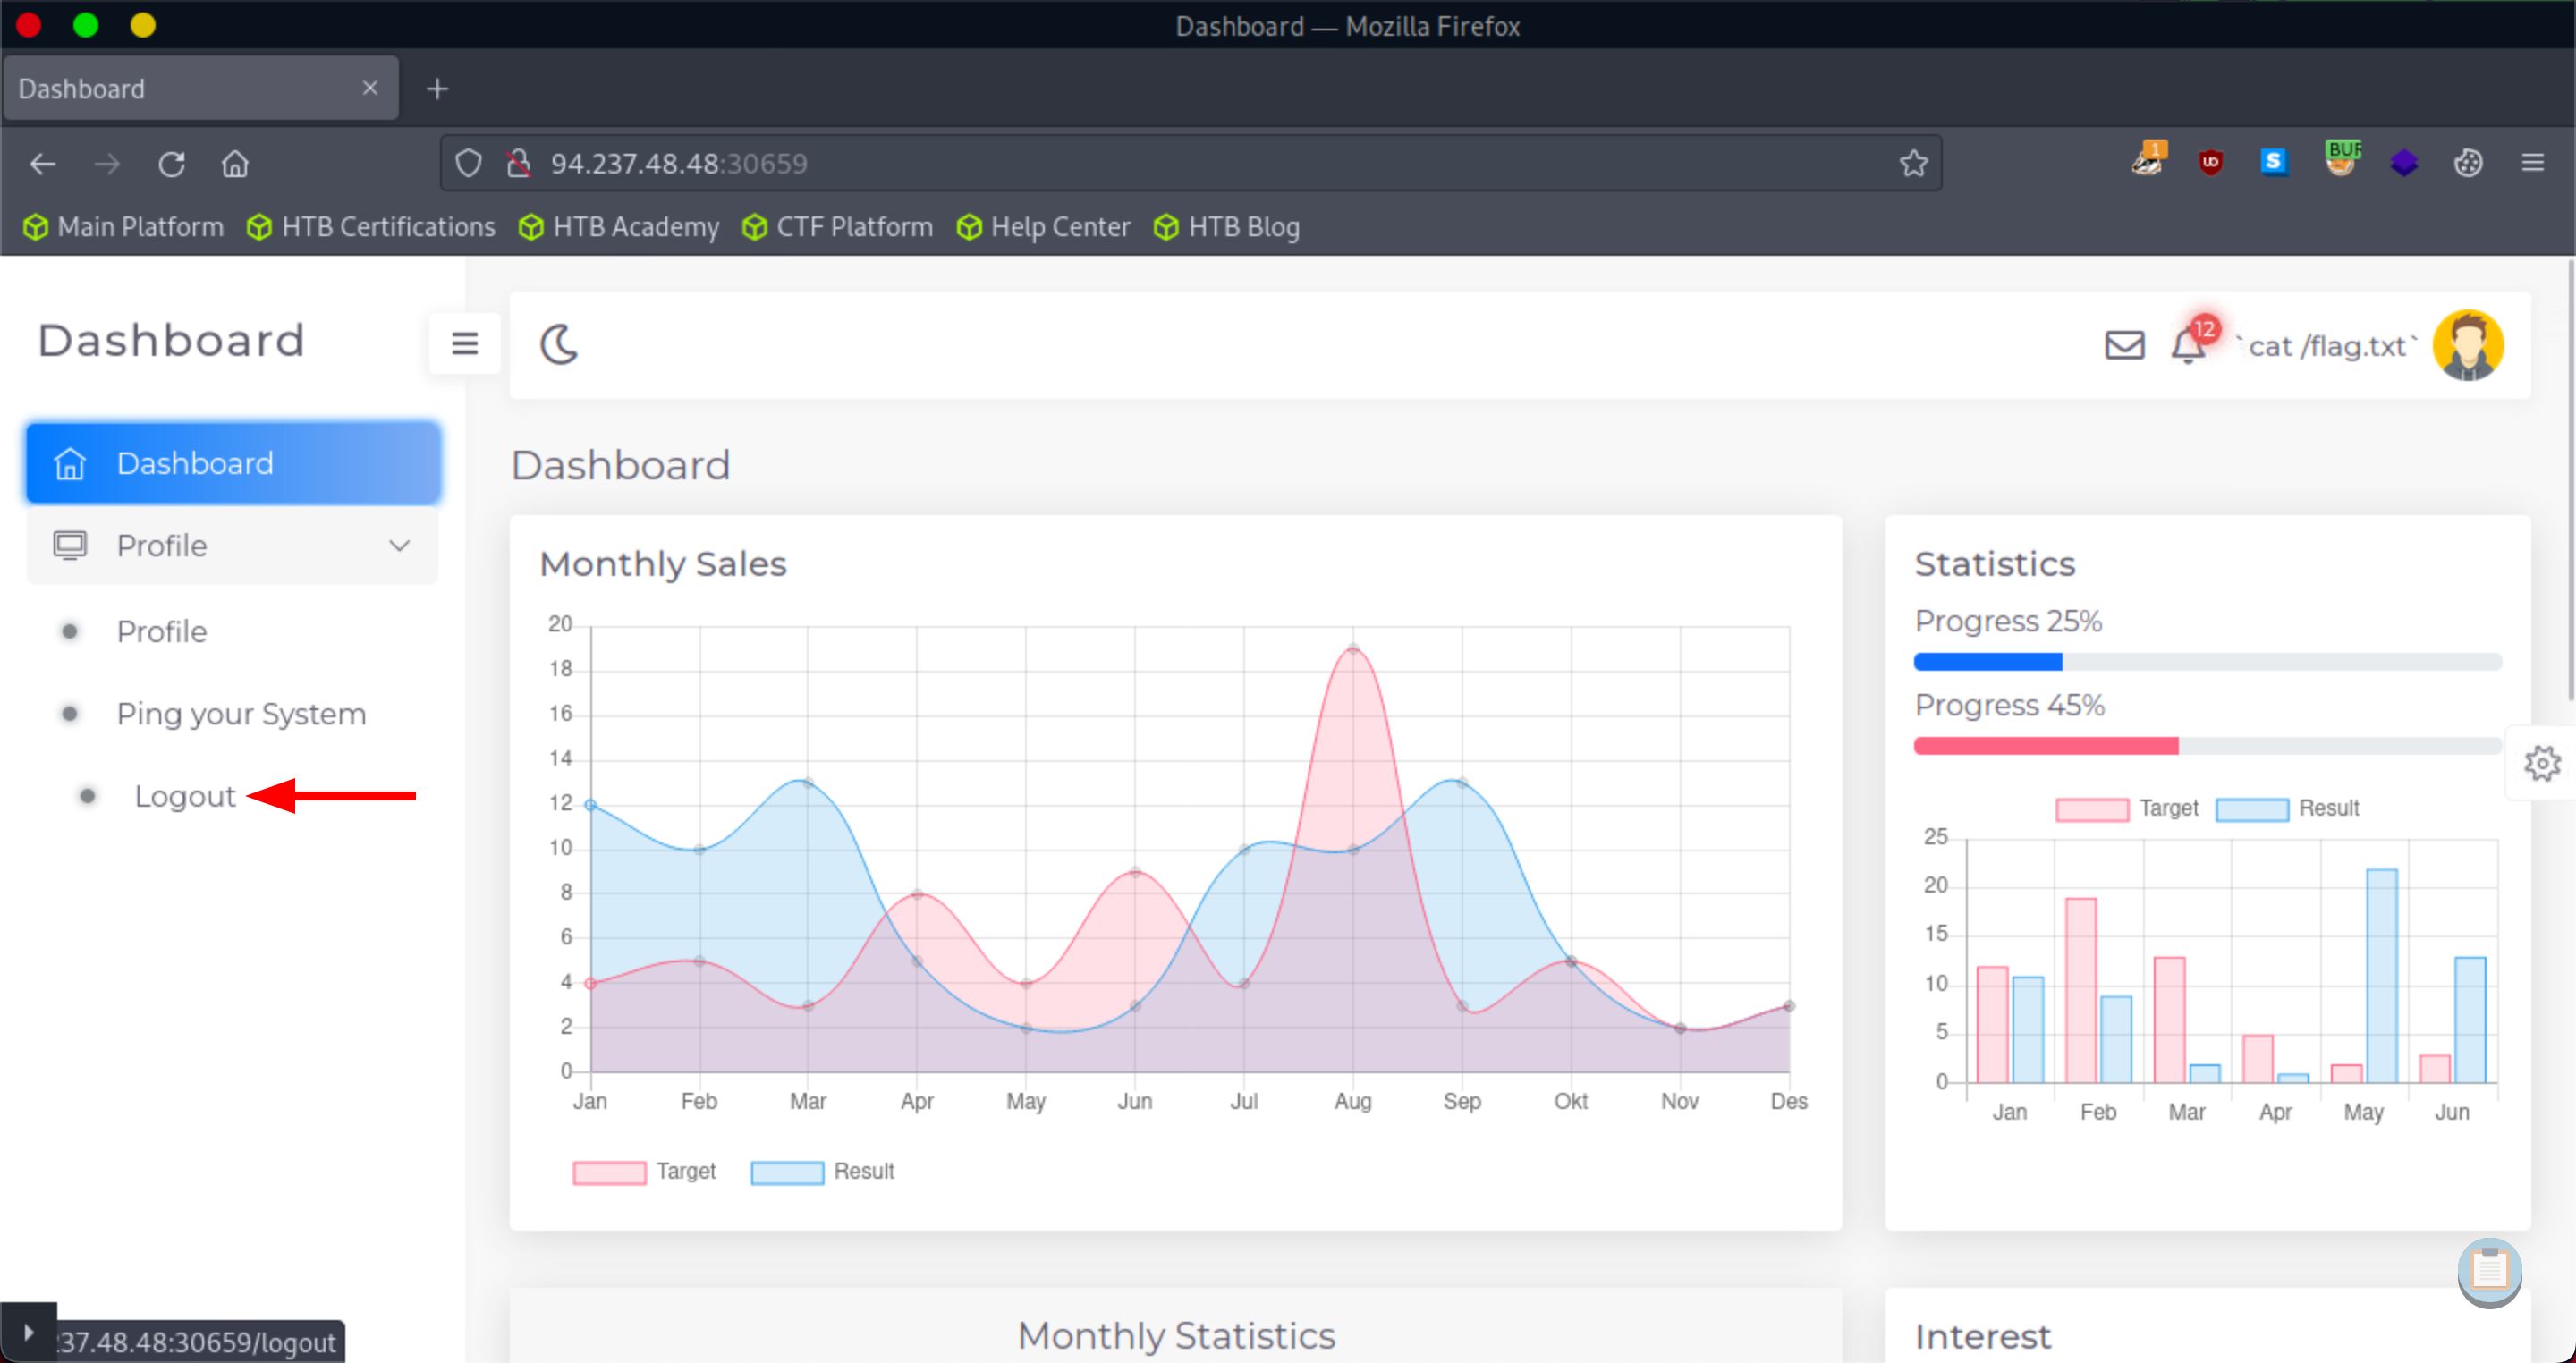 Dashboard — Mozilla Firefox
Dashboard
94.237.48.48:30659
1
UD
S
BUR
Main Platform HTB Certifications HTB Academy CTF Platform Help Center HTB Blog
Dashboard
12
`cat /flag.txt`
Dashboard
Profile
Profile
Ping your System
Logout
Dashboard
Monthly Sales
20
18
16
14
12
10
8
6
4
2
0
Jan Feb Mar Apr May Jun Jul Aug Sep Okt Nov Des
Target Result
Statistics
Progress 25%
Progress 45%
Target Result
25
20
15
10
5
0
Jan Feb Mar Apr May Jun
Monthly Statistics
Interest
37.48.48:30659/logout